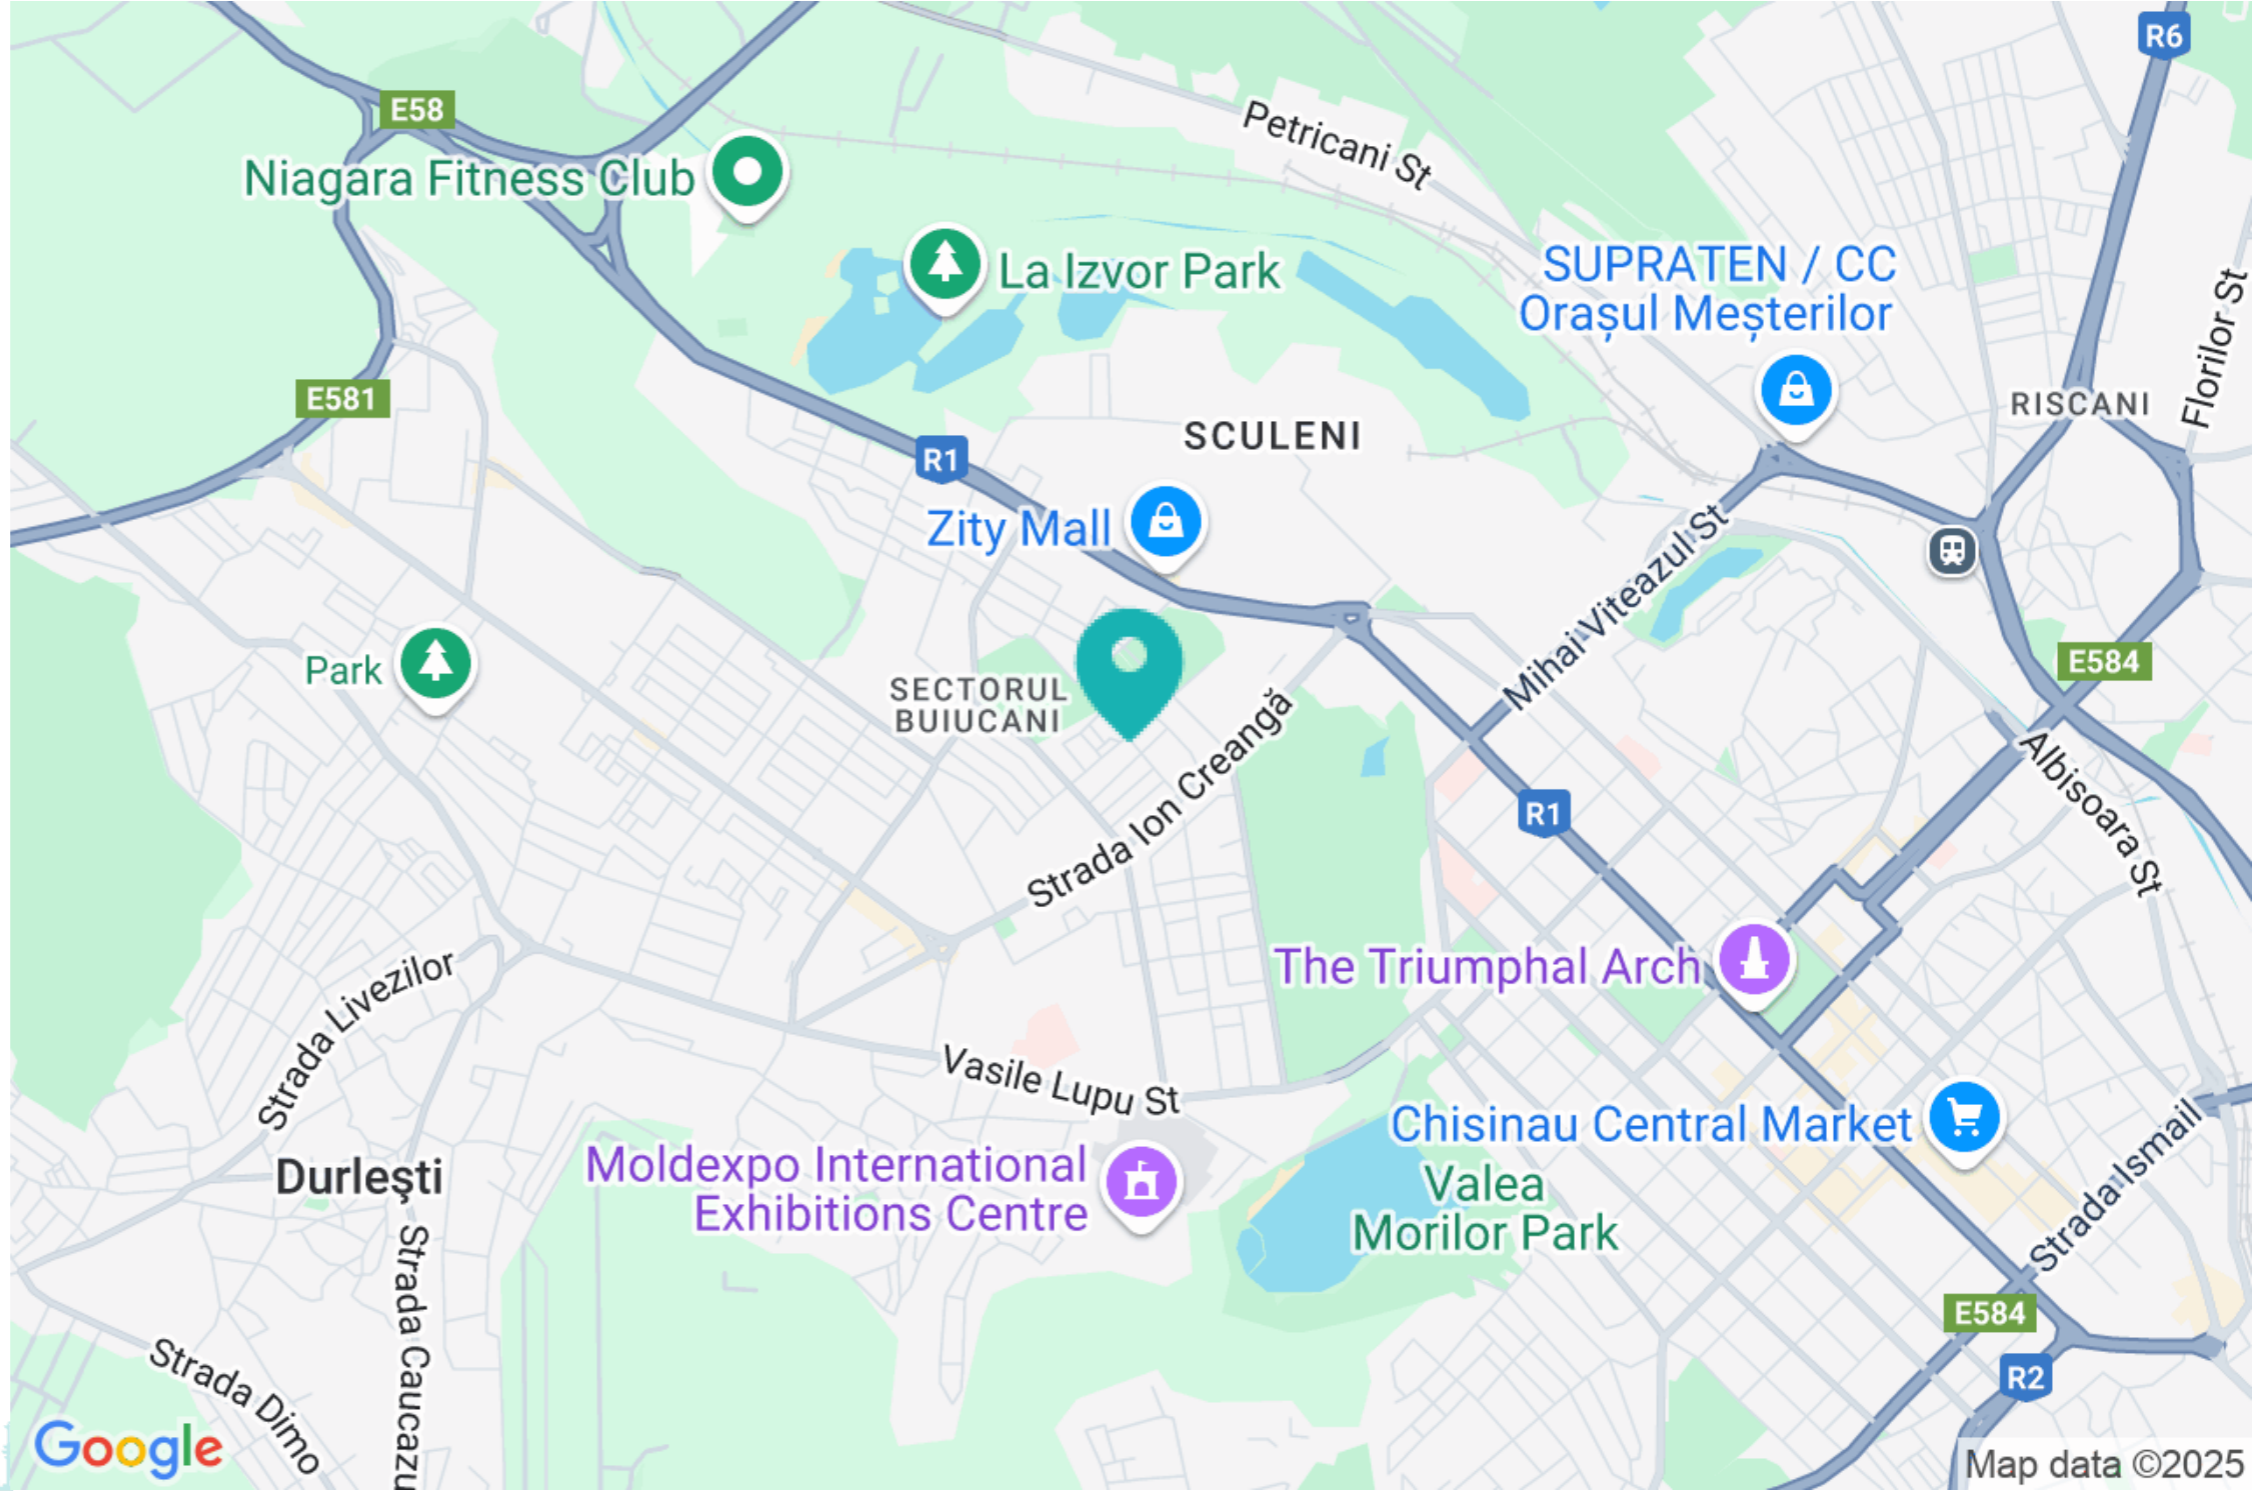 R6
E58
Petricani St
Niagara Fitness Club
La Izvor Park
SUPRATEN / CC
Orașul Meșterilor
Florilor St
E581
RISCANI
SCULENI
R1
Zity Mall
Mihai Viteazul St
Park
E584
SECTORUL
BUIUCANI
Strada Ion Creangă
Albisoara St
R1
Strada Livezilor
The Triumphal Arch
Vasile Lupu St
Chisinau Central Market
Durlești
Moldexpo International
Exhibitions Centre
Valea
Morilor Park
Strada Ismail
Strada Caucazu
E584
R2
Strada Dimo
Google
Map data ©2025